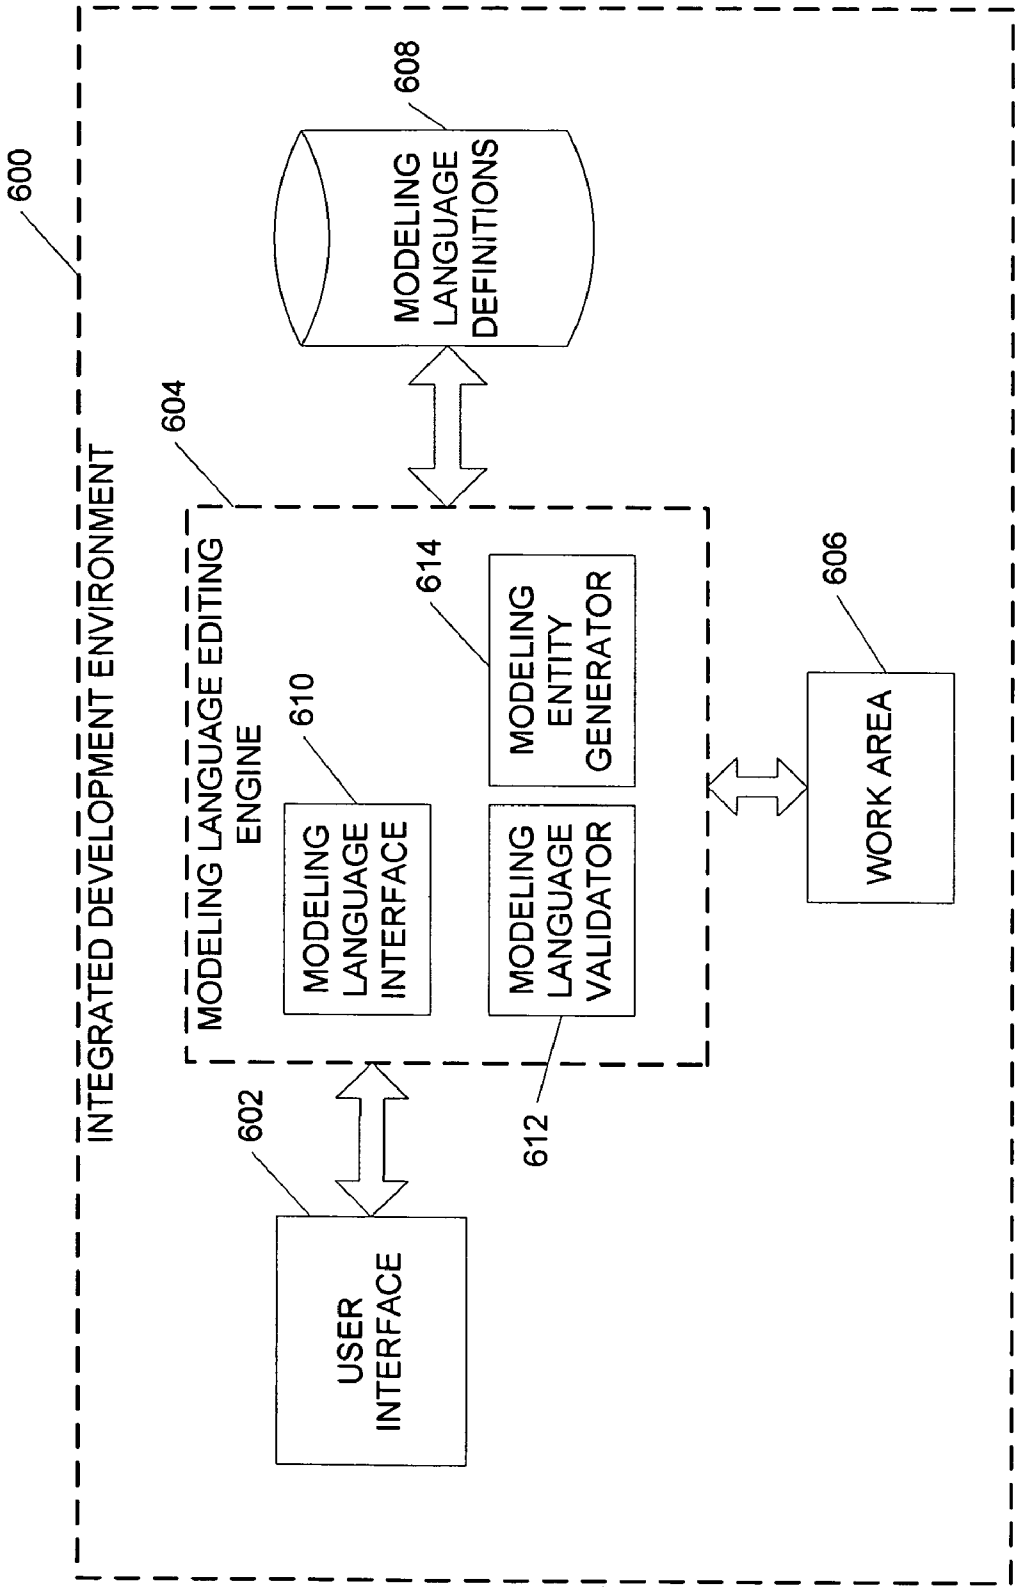 600
INTEGRATED DEVELOPMENT ENVIRONMENT
604
MODELING LANGUAGE EDITING
ENGINE
602
USER
INTERFACE
610
MODELING
LANGUAGE
INTERFACE
612
MODELING
LANGUAGE
VALIDATOR
614
MODELING
ENTITY
GENERATOR
608
MODELING
LANGUAGE
DEFINITIONS
606
WORK AREA